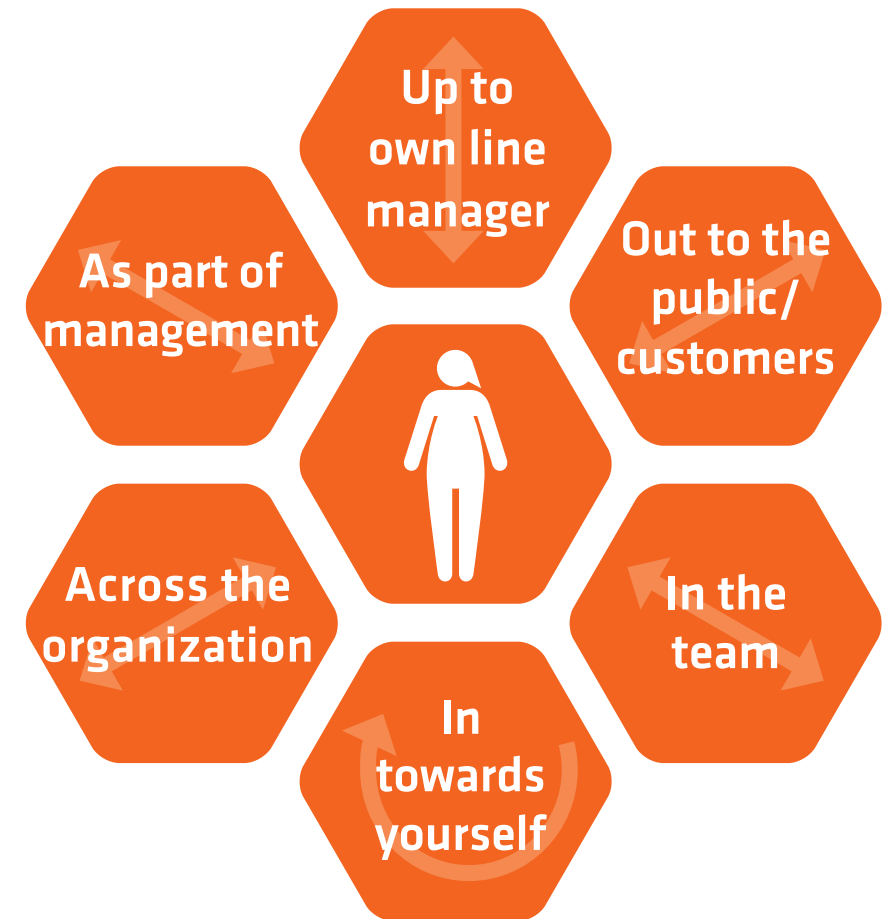 Up to
own line
manager
Out to the
public/
customers
As part of
management
Across the
organization
In the
team
In
towards
yourself